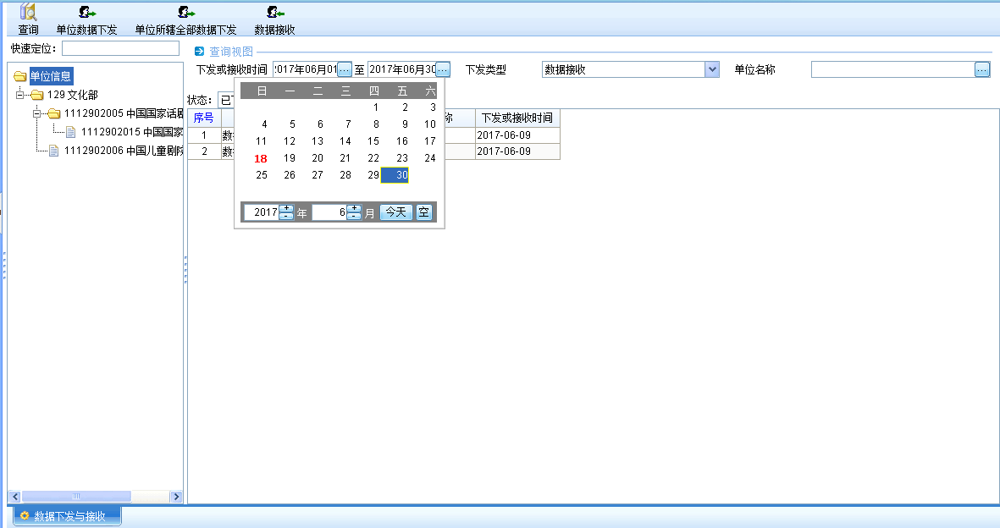 查询 单位数据下发 单位所辖全部数据下发 数据接收
快速定位：
单位信息
129 文化部
1112902005 中国国家话剧
1112902015 中国国家
1112902006 中国儿童剧院
查询视图
下发或接收时间 2017年06月01 ... 至 2017年06月30 ... 下发类型 数据接收 单位名称 ...
状态： 已下
日 一 二 三 四 五 六
1 2 3
4 5 6 7 8 9 10
11 12 13 14 15 16 17
18 19 20 21 22 23 24
25 26 27 28 29 30
2017 年 6 月 今天 空
序号 称 下发或接收时间
1 数 2017-06-09
2 数 2017-06-09
数据下发与接收